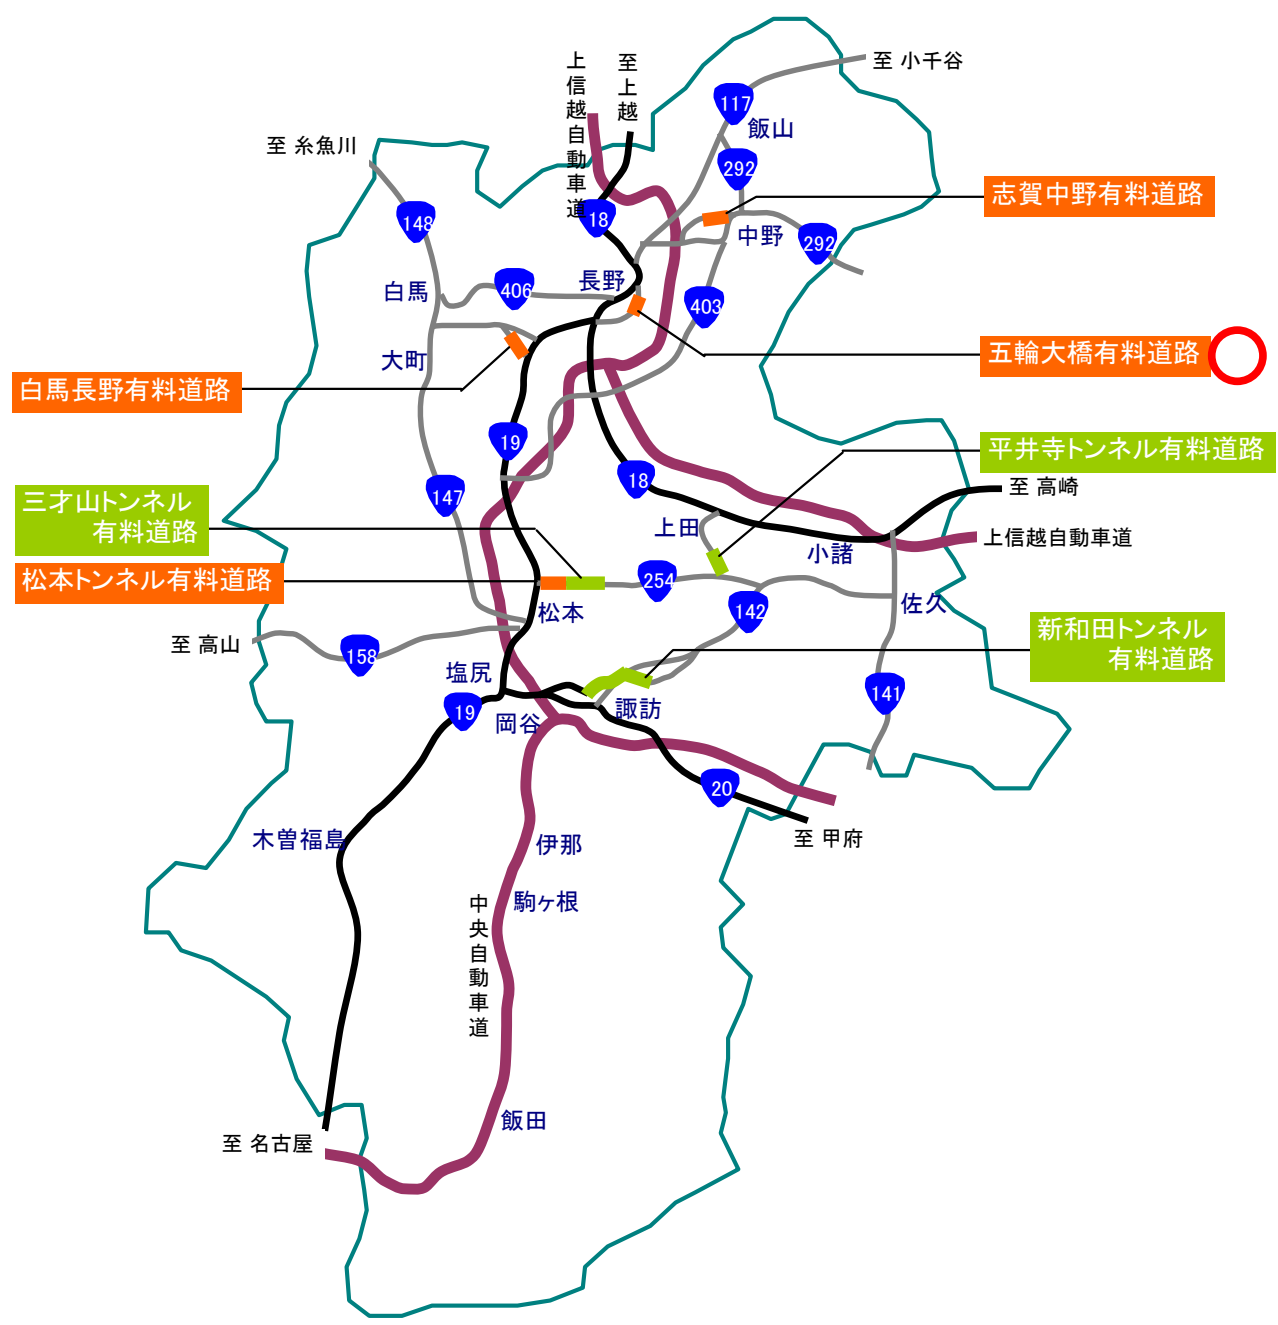 上信越自動車道
至上越
至 小千谷
117
飯山
至 糸魚川
292
志賀中野有料道路
18
148
中野
292
長野
白馬
406
403
五輪大橋有料道路
大町
白馬長野有料道路
19
平井寺トンネル有料道路
18
至 高崎
147
三才山トンネル
有料道路
上田
小諸
上信越自動車道
松本トンネル有料道路
254
松本
142
佐久
至 高山
158
新和田トンネル
有料道路
塩尻
141
19
岡谷
諏訪
20
至 甲府
木曽福島
伊那
駒ヶ根
中央自動車道
飯田
至 名古屋